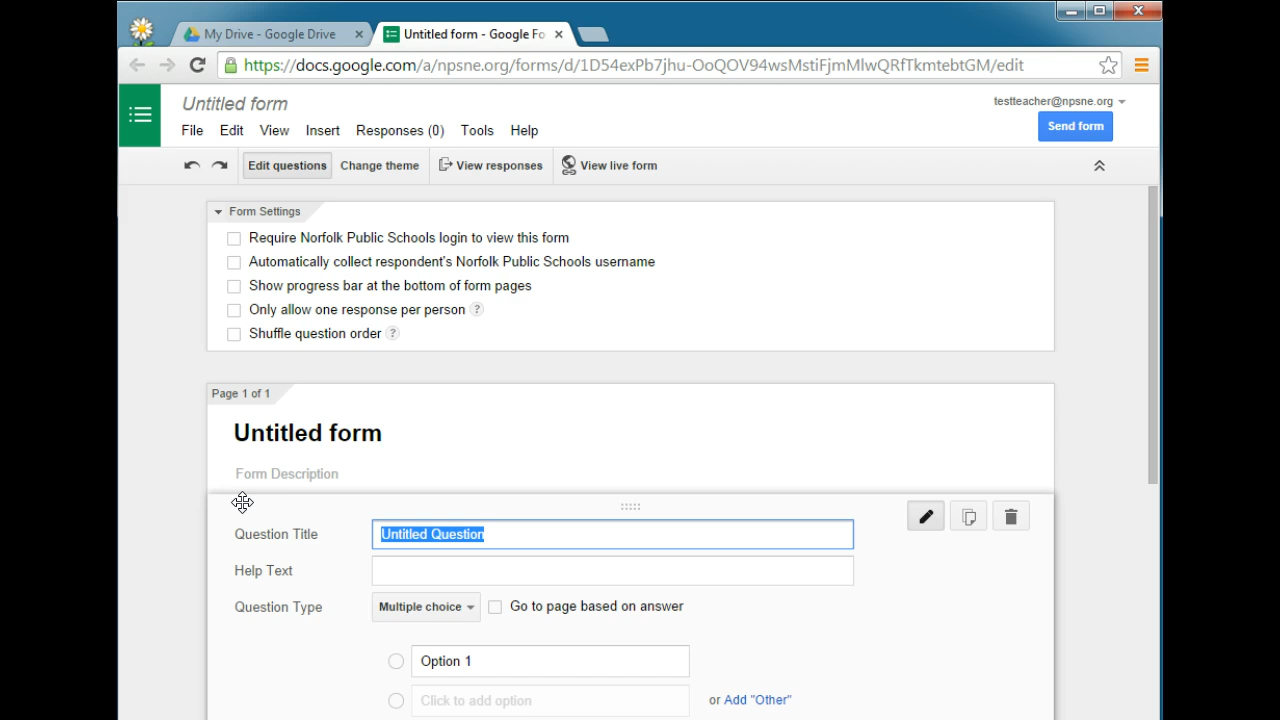 My Drive - Google Drive
Untitled form - Google Fo
https://docs.google.com/a/npsne.org/forms/d/1D54exPb7jhu-OoQOV94wsMstiFjmMlwQRfTkmtebtGM/edit
Untitled form
testteacher@npsne.org
File Edit View Insert Responses (0) Tools Help
Send form
Edit questions Change theme View responses View live form
Form Settings
Require Norfolk Public Schools login to view this form
Automatically collect respondent's Norfolk Public Schools username
Show progress bar at the bottom of form pages
Only allow one response per person ?
Shuffle question order ?
Page 1 of 1
Untitled form
Form Description
Question Title Untitled Question
Help Text
Question Type Multiple choice Go to page based on answer
Option 1
Click to add option or Add "Other"